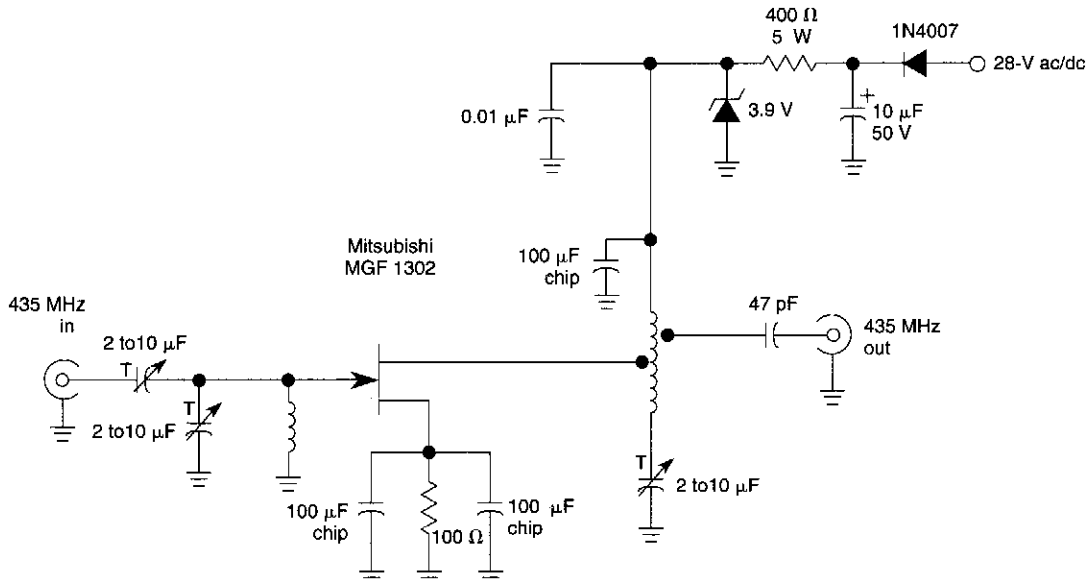 400 Ω
5 W
1N4007
28-V ac/dc
0.01 µF
3.9 V
+
10 µF
50 V
Mitsubishi
MGF 1302
100 µF
chip
47 pF
435 MHz
in
435 MHz
out
2 to10 µF
T
T
2 to10 µF
T
2 to10 µF
100 µF
chip
100 Ω
100 µF
chip